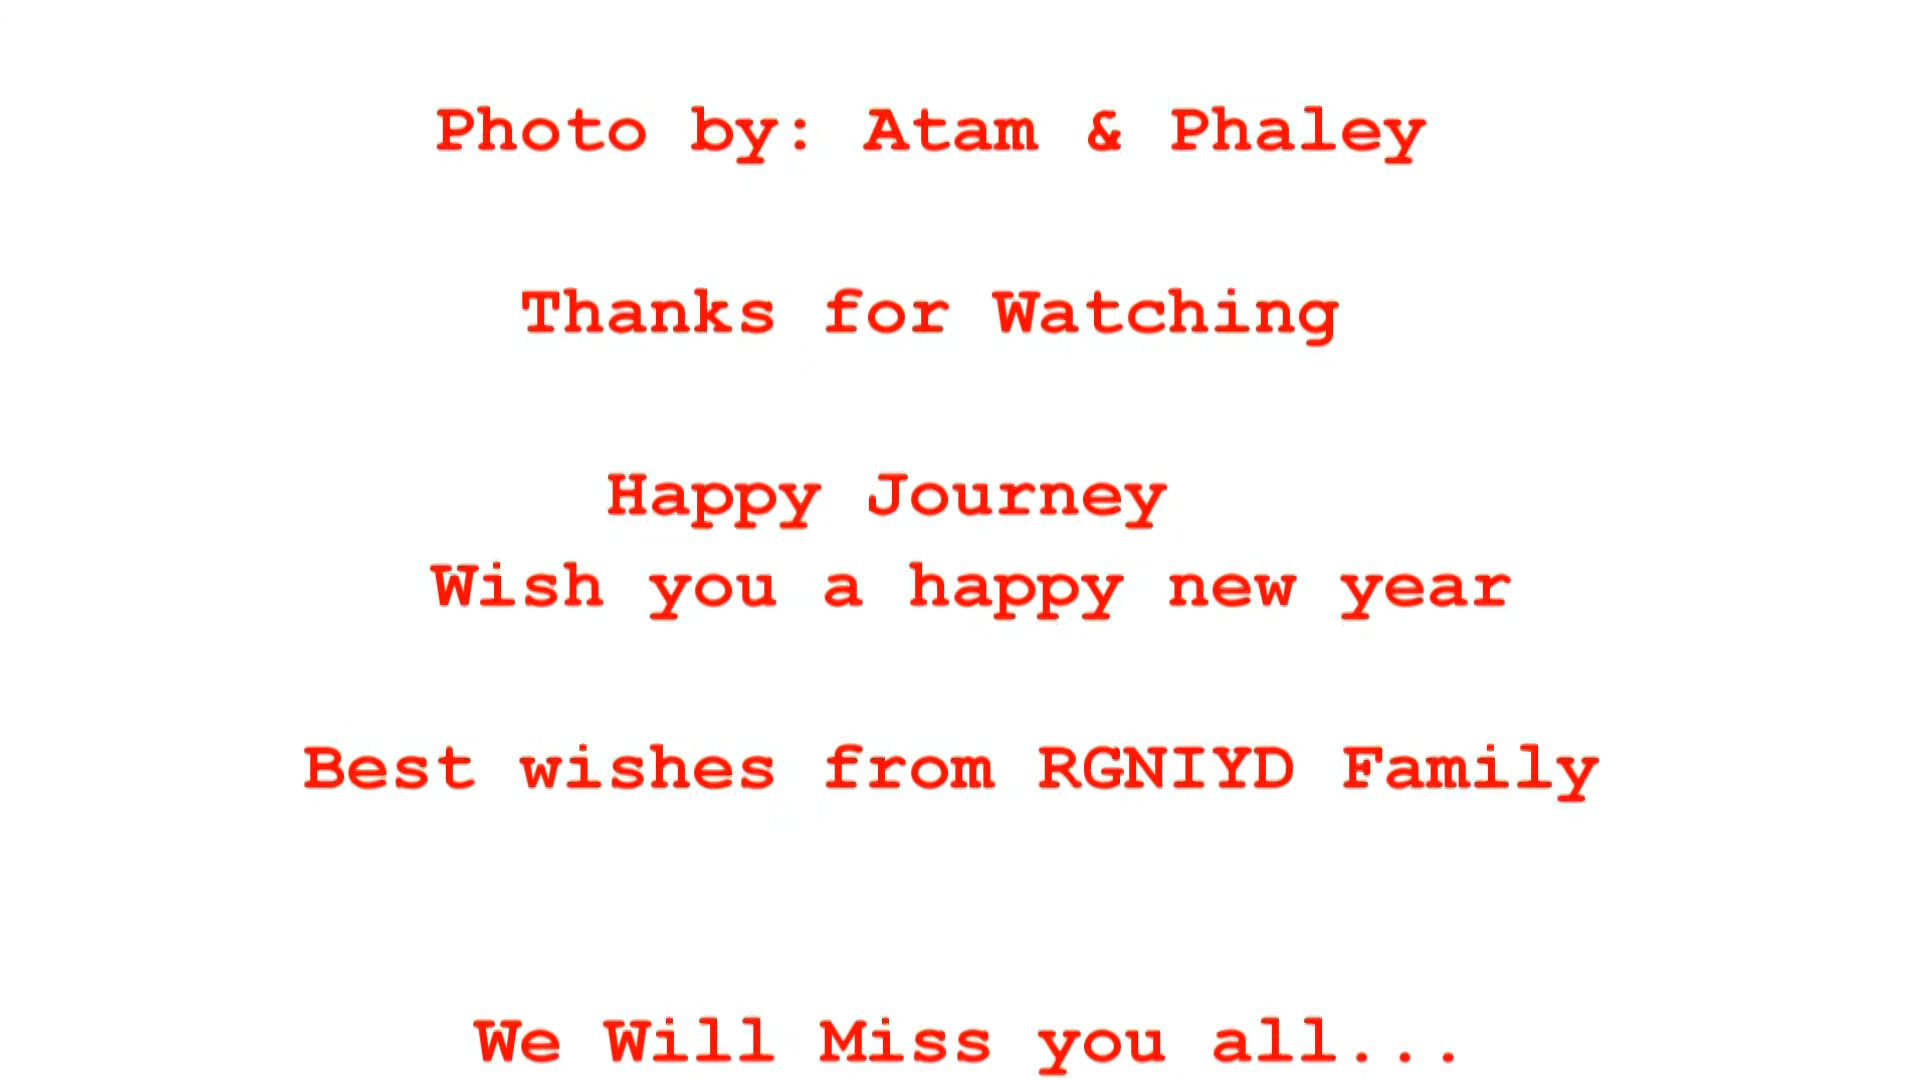 Photo by: Atam & Phaley
Thanks for Watching
Happy Journey
Wish you a happy new year
Best wishes from RGNIYD Family
We Will Miss you all...